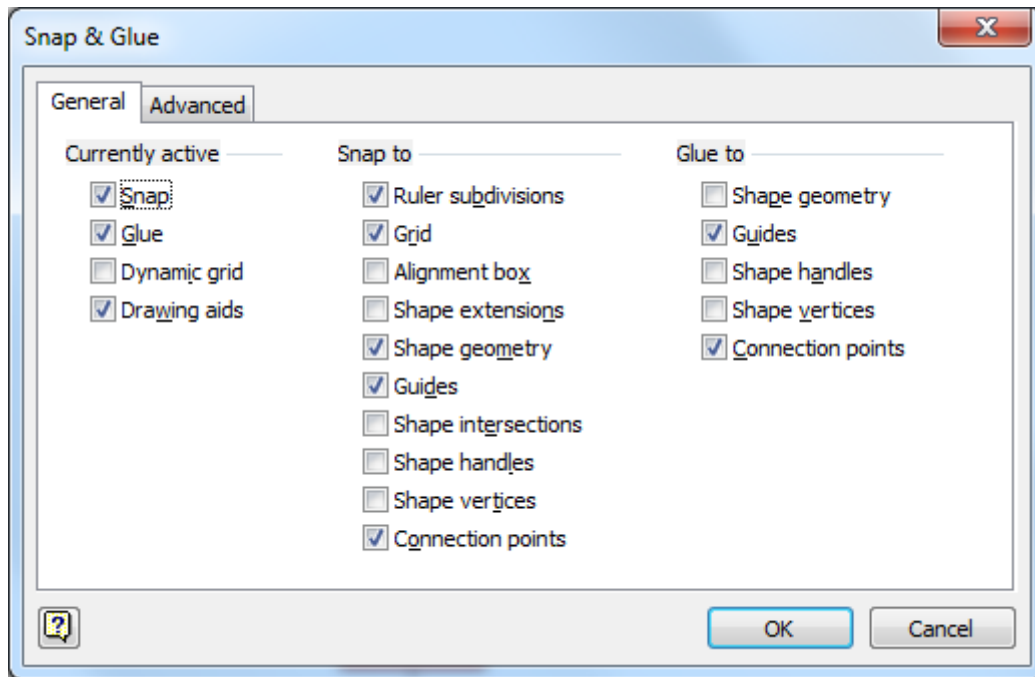 Snap & Glue
General
Advanced
Currently active
Snap
Glue
Dynamic grid
Drawing aids
Snap to
Ruler subdivisions
Grid
Alignment box
Shape extensions
Shape geometry
Guides
Shape intersections
Shape handles
Shape vertices
Connection points
Glue to
Shape geometry
Guides
Shape handles
Shape vertices
Connection points
?
OK
Cancel